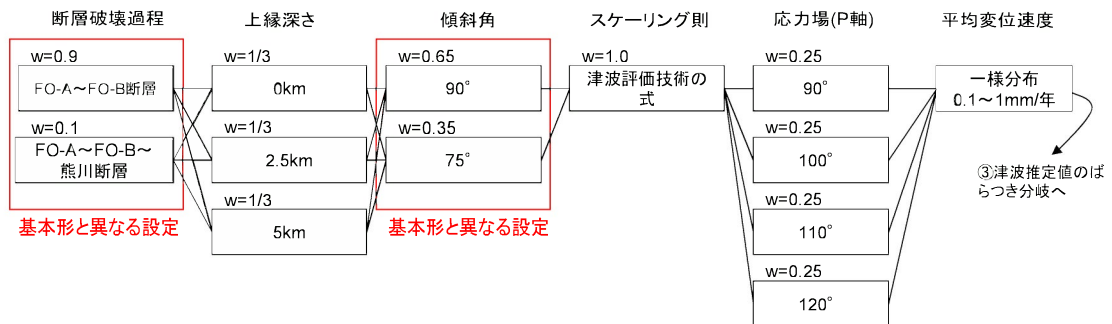 断層破壊過程
上縁深さ
傾斜角
スケーリング則
応力場(P軸)
平均変位速度
w=0.9
FO-A～FO-B断層
w=0.1
FO-A～FO-B～
熊川断層
基本形と異なる設定
w=1/3
0km
w=1/3
2.5km
w=1/3
5km
w=0.65
90°
w=0.35
75°
基本形と異なる設定
w=1.0
津波評価技術の
式
w=0.25
90°
w=0.25
100°
w=0.25
110°
w=0.25
120°
一様分布
0.1～1mm/年
③津波推定値のば
らつき分岐へ